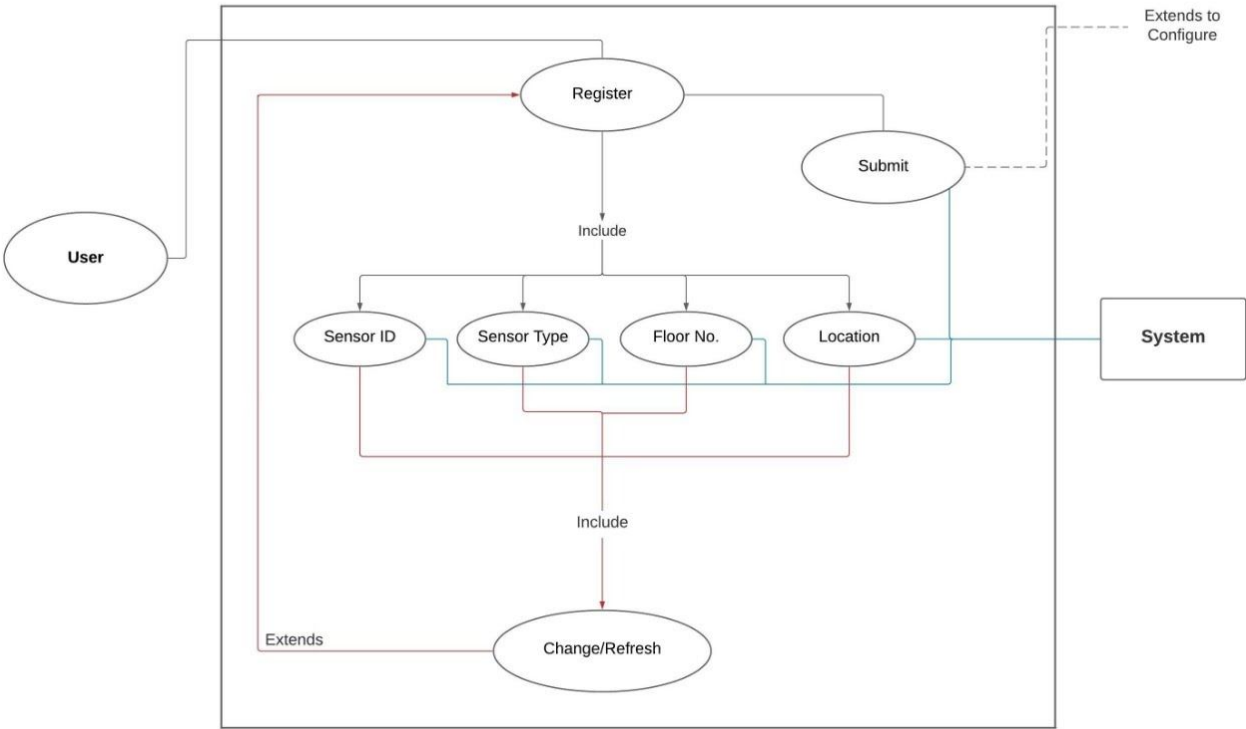 Extends to
Configure
Register
Submit
Include
User
Sensor ID
Sensor Type
Floor No.
Location
System
Include
Extends
Change/Refresh